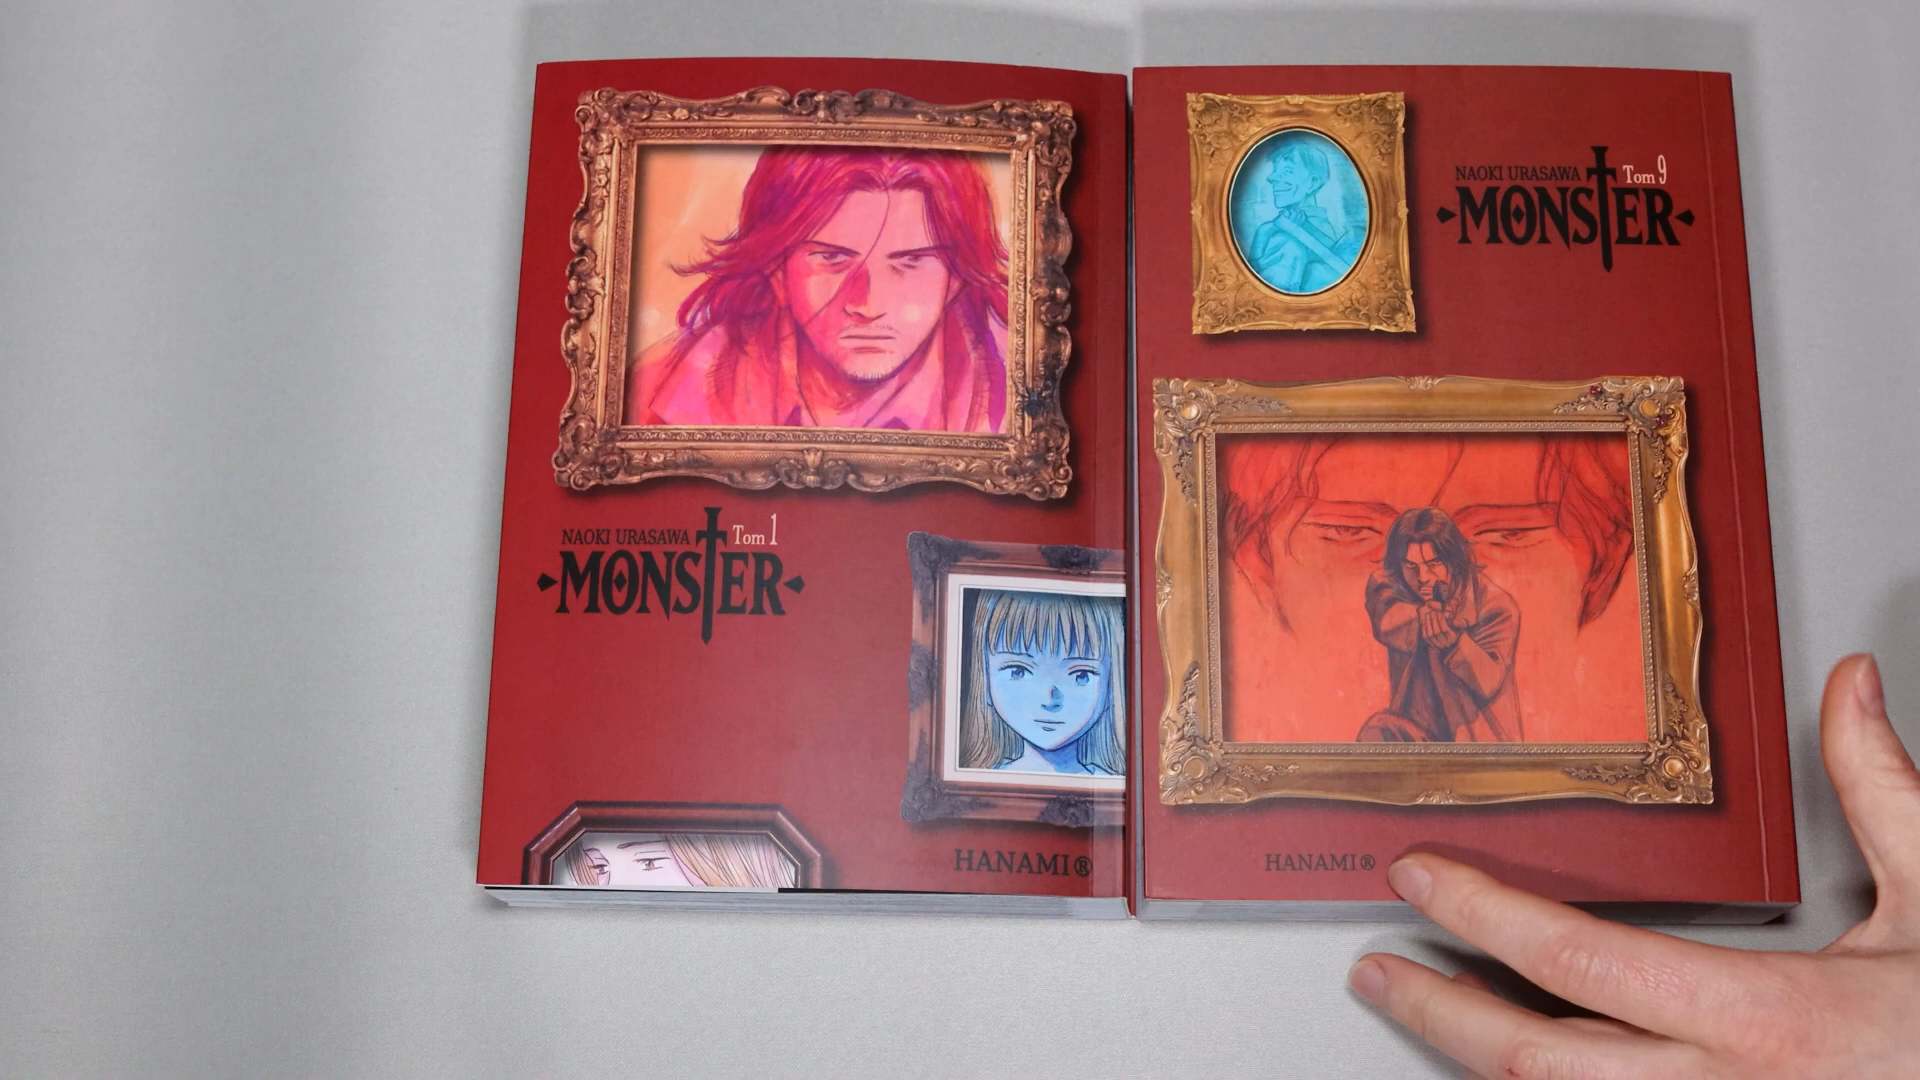 NAOKI URASAWA Tom 1
MONSTER
HANAMI®
NAOKI URASAWA Tom 9
MONSTER
HANAMI®